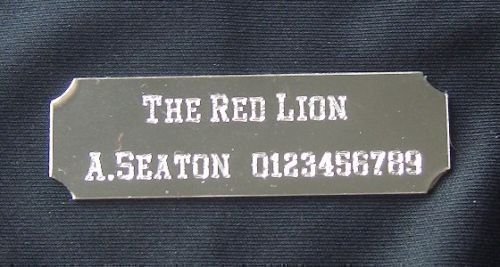 The Red Lion
A.Seaton 0123456789